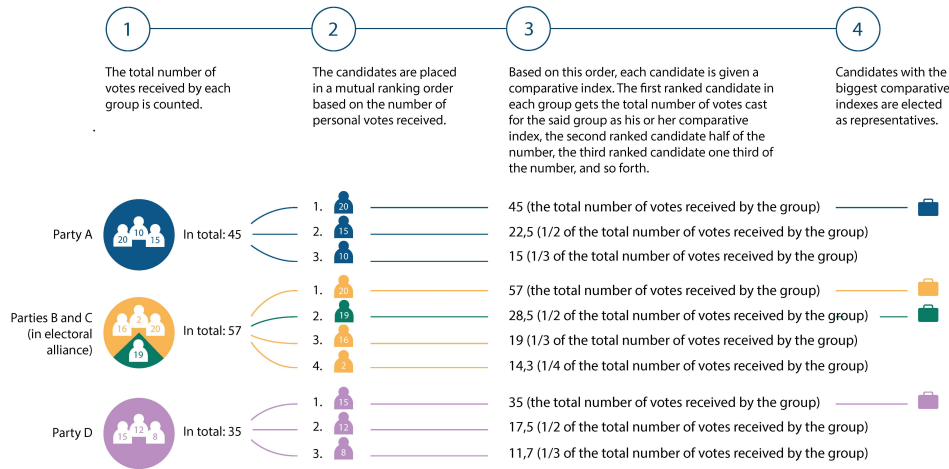 1
2
3
4
The total number of
votes received by each
group is counted.
The candidates are placed
in a mutual ranking order
based on the number of
personal votes received.
Based on this order, each candidate is given a
comparative index. The first ranked candidate in
each group gets the total number of votes cast
for the said group as his or her comparative
index, the second ranked candidate half of the
number, the third ranked candidate one third of
the number, and so forth.
Candidates with the
biggest comparative
indexes are elected
as representatives.
Party A
20 10 15
In total: 45
1. 20 45 (the total number of votes received by the group)
2. 15 22,5 (1/2 of the total number of votes received by the group)
3. 10 15 (1/3 of the total number of votes received by the group)
Parties B and C
(in electoral
alliance)
16 2 20
19
In total: 57
1. 20 57 (the total number of votes received by the group)
2. 19 28,5 (1/2 of the total number of votes received by the group)
3. 16 19 (1/3 of the total number of votes received by the group)
4. 2 14,3 (1/4 of the total number of votes received by the group)
Party D
15 12 8
In total: 35
1. 15 35 (the total number of votes received by the group)
2. 12 17,5 (1/2 of the total number of votes received by the group)
3. 8 11,7 (1/3 of the total number of votes received by the group)